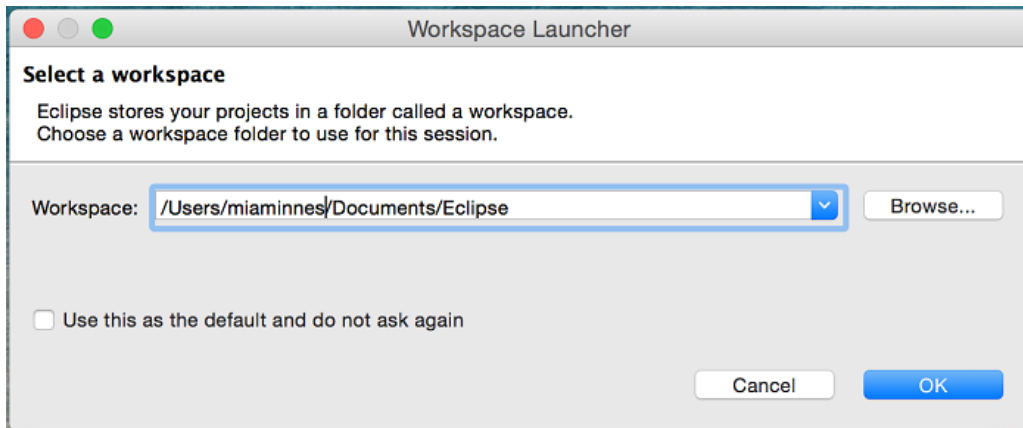 Workspace Launcher
Select a workspace
Eclipse stores your projects in a folder called a workspace.
Choose a workspace folder to use for this session.
Workspace: /Users/miaminnes/Documents/Eclipse Browse...
Use this as the default and do not ask again
Cancel OK